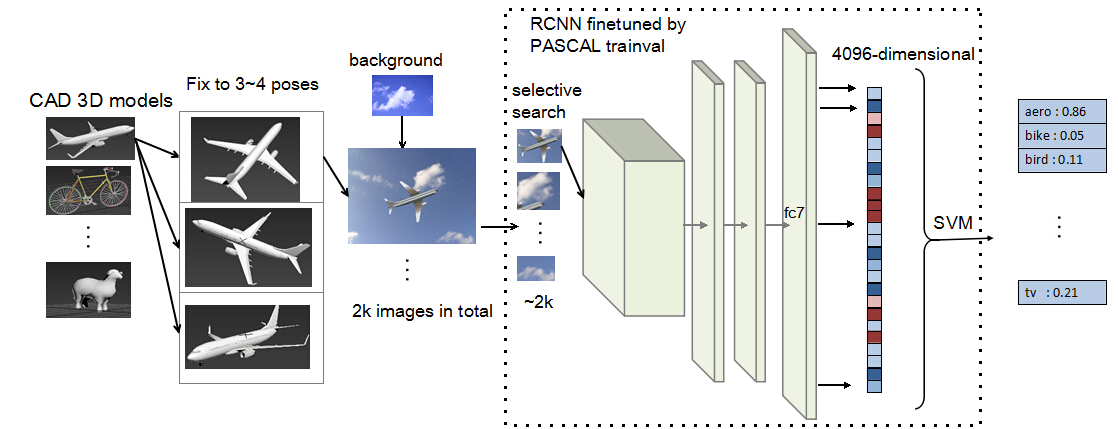 CAD 3D models
Fix to 3~4 poses
background
2k images in total
RCNN finetuned by
PASCAL trainval
selective
search
~2k
fc7
4096-dimensional
SVM
aero : 0.86
bike : 0.05
bird : 0.11
tv : 0.21